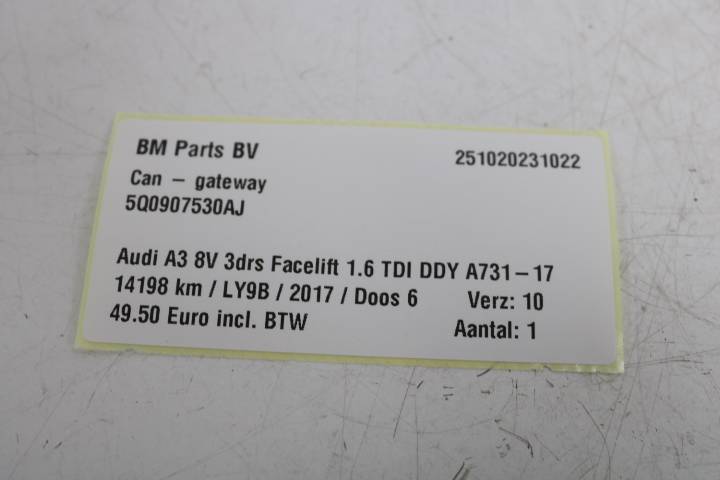 BM Parts BV 251020231022
Can – gateway
5Q0907530AJ
Audi A3 8V 3drs Facelift 1.6 TDI DDY A731–17
14198 km / LY9B / 2017 / Doos 6 Verz: 10
49.50 Euro incl. BTW Aantal: 1